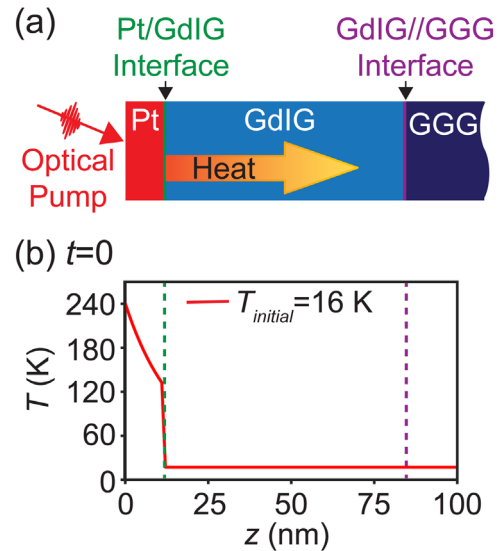 (a)
Pt/GdIG
Interface
GdIG//GGG
Interface
Pt
GdIG
GGG
Optical
Pump
Heat
(b) t=0
T_initial=16 K
T (K)
240
180
120
60
0
0 25 50 75 100
z (nm)